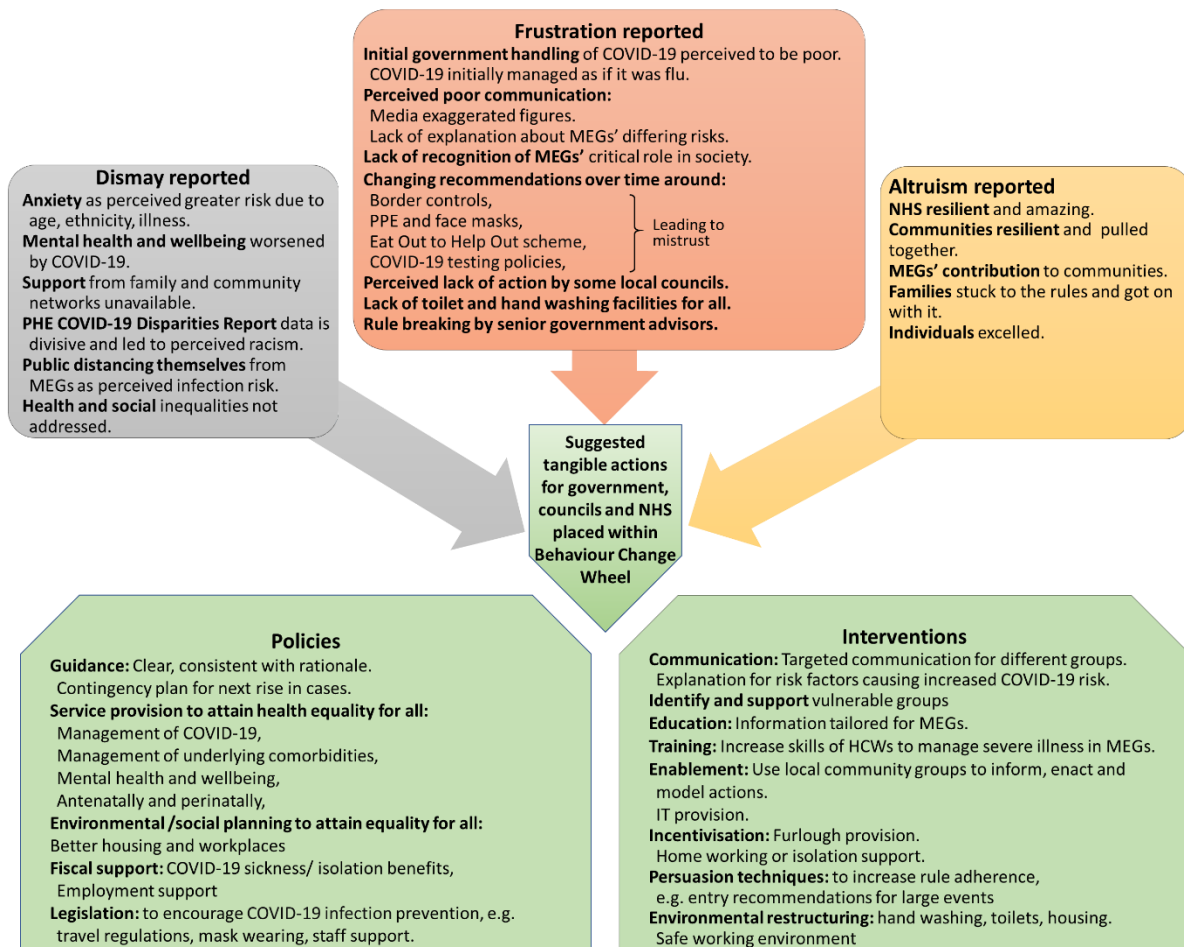 Frustration reported
Initial government handling of COVID-19 perceived to be poor.
COVID-19 initially managed as if it was flu.
Perceived poor communication:
Media exaggerated figures.
Lack of explanation about MEGs' differing risks.
Lack of recognition of MEGs' critical role in society.
Changing recommendations over time around:
Border controls,
PPE and face masks,
Eat Out to Help Out scheme,
COVID-19 testing policies,
Leading to
mistrust
Perceived lack of action by some local councils.
Lack of toilet and hand washing facilities for all.
Rule breaking by senior government advisors.
Dismay reported
Anxiety as perceived greater risk due to
age, ethnicity, illness.
Mental health and wellbeing worsened
by COVID-19.
Support from family and community
networks unavailable.
PHE COVID-19 Disparities Report data is
divisive and led to perceived racism.
Public distancing themselves from
MEGs as perceived infection risk.
Health and social inequalities not
addressed.
Altruism reported
NHS resilient and amazing.
Communities resilient and pulled
together.
MEGs' contribution to communities.
Families stuck to the rules and got on
with it.
Individuals excelled.
Suggested
tangible actions
for government,
councils and NHS
placed within
Behaviour Change
Wheel
Policies
Guidance: Clear, consistent with rationale.
Contingency plan for next rise in cases.
Service provision to attain health equality for all:
Management of COVID-19,
Management of underlying comorbidities,
Mental health and wellbeing,
Antenatally and perinatally,
Environmental /social planning to attain equality for all:
Better housing and workplaces
Fiscal support: COVID-19 sickness/ isolation benefits,
Employment support
Legislation: to encourage COVID-19 infection prevention, e.g.
travel regulations, mask wearing, staff support.
Interventions
Communication: Targeted communication for different groups.
Explanation for risk factors causing increased COVID-19 risk.
Identify and support vulnerable groups
Education: Information tailored for MEGs.
Training: Increase skills of HCWs to manage severe illness in MEGs.
Enablement: Use local community groups to inform, enact and
model actions.
IT provision.
Incentivisation: Furlough provision.
Home working or isolation support.
Persuasion techniques: to increase rule adherence,
e.g. entry recommendations for large events
Environmental restructuring: hand washing, toilets, housing.
Safe working environment